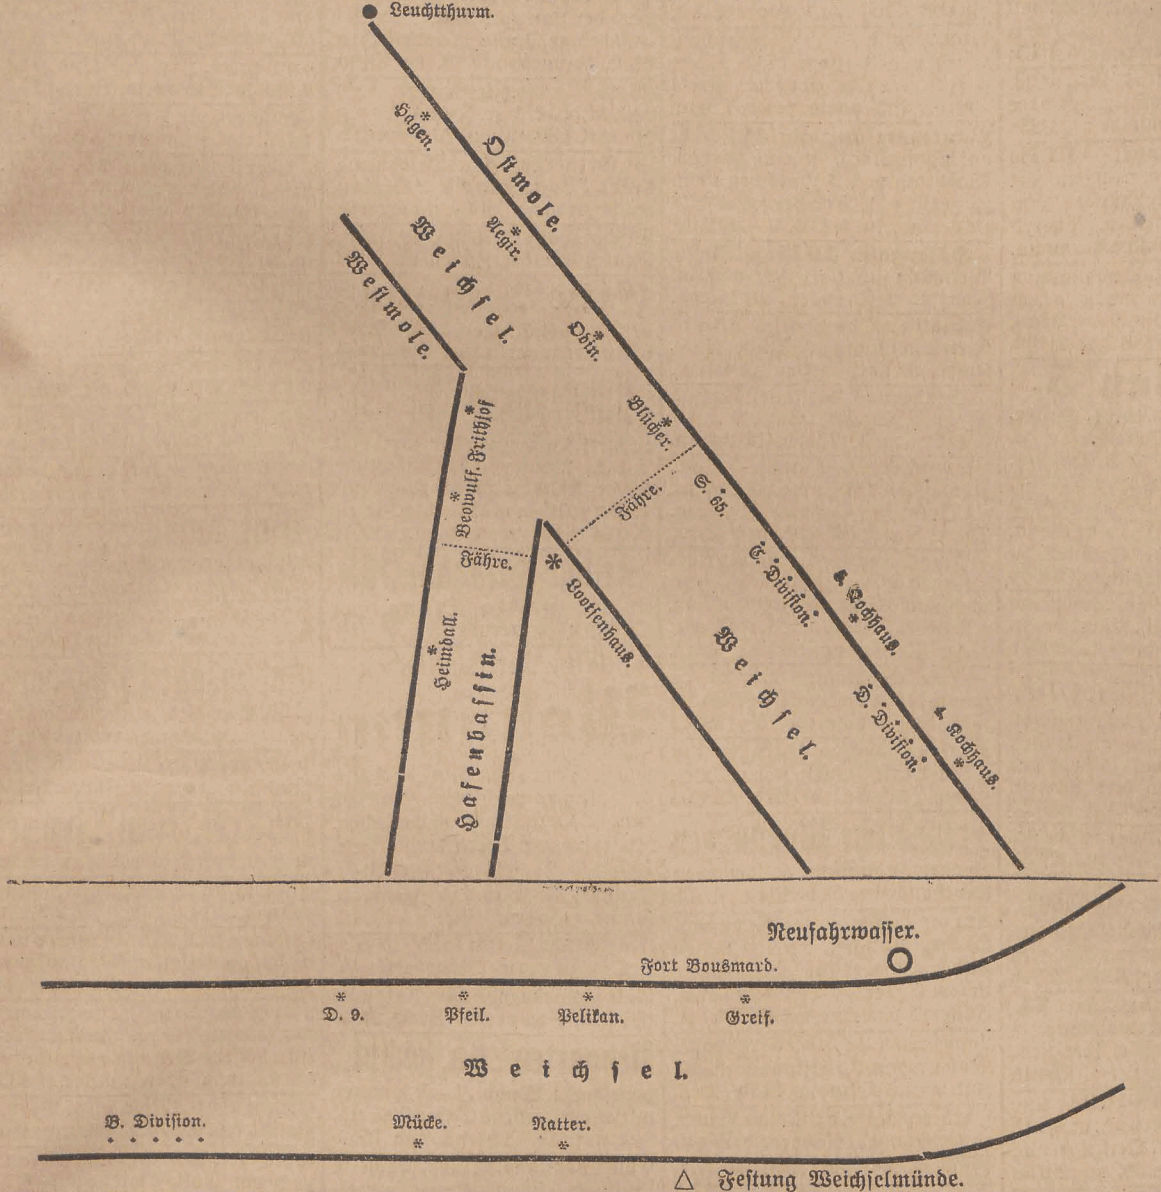 Leuchtthurm.
Hagen.
Ostmole.
Aegir.
Weichsel.
Westmole.
Odin.
Blücher.
Beowulf. Frithjof
S. 65.
Fähre.
Fähre.
T. Division.
Kochhaus.
Lootsenhaus.
Heimdall.
Weichsel.
Hafenbassin.
D. Division.
4. Kochhaus.
Neufahrwasser.
Fort Bousmard.
D. 9.
Pfeil.
Pelikan.
Greif.
Weichsel.
B. Division.
Mücke.
Natter.
Festung Weichselmünde.